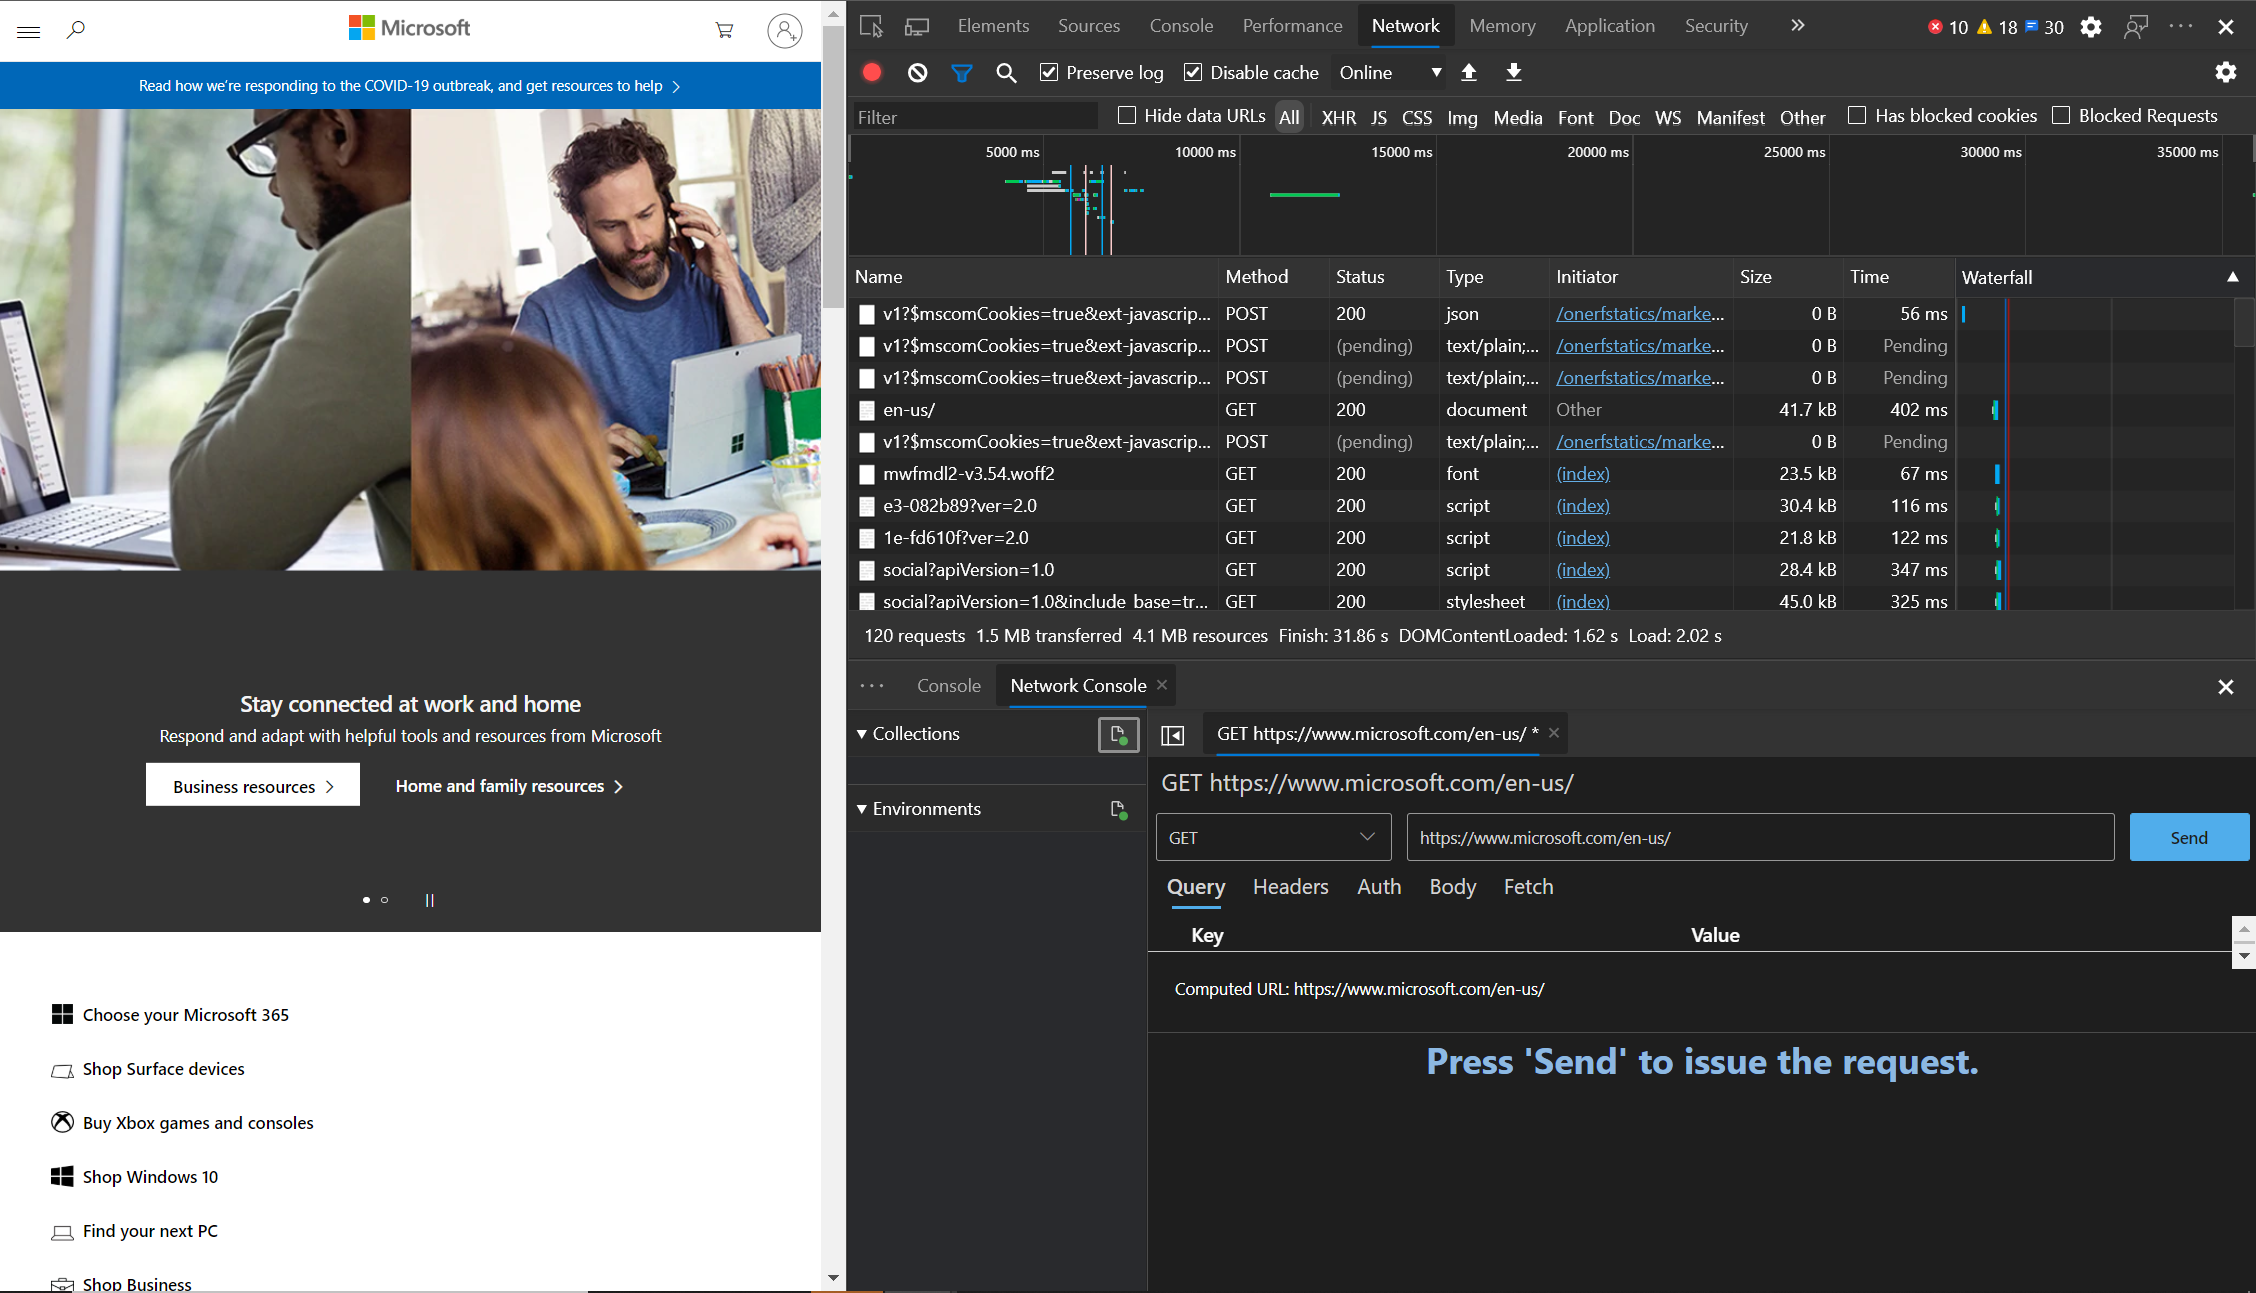 Microsoft
Read how we're responding to the COVID-19 outbreak, and get resources to help
Stay connected at work and home
Respond and adapt with helpful tools and resources from Microsoft
Business resources
Home and family resources
Choose your Microsoft 365
Shop Surface devices
Buy Xbox games and consoles
Shop Windows 10
Find your next PC
Shop Business
Elements Sources Console Performance Network Memory Application Security 10 18 30
Preserve log Disable cache Online
Filter Hide data URLs All XHR JS CSS Img Media Font Doc WS Manifest Other Has blocked cookies Blocked Requests
5000 ms 10000 ms 15000 ms 20000 ms 25000 ms 30000 ms 35000 ms
Name Method Status Type Initiator Size Time Waterfall
v1?$mscomCookies=true&ext-javascrip... POST 200 json /onerfstatics/marke... 0 B 56 ms
v1?$mscomCookies=true&ext-javascrip... POST (pending) text/plain;... /onerfstatics/marke... 0 B Pending
v1?$mscomCookies=true&ext-javascrip... POST (pending) text/plain;... /onerfstatics/marke... 0 B Pending
en-us/ GET 200 document Other 41.7 kB 402 ms
v1?$mscomCookies=true&ext-javascrip... POST (pending) text/plain;... /onerfstatics/marke... 0 B Pending
mwfmdl2-v3.54.woff2 GET 200 font (index) 23.5 kB 67 ms
e3-082b89?ver=2.0 GET 200 script (index) 30.4 kB 116 ms
1e-fd610f?ver=2.0 GET 200 script (index) 21.8 kB 122 ms
social?apiVersion=1.0 GET 200 script (index) 28.4 kB 347 ms
social?apiVersion=1.0&include_base=tr... GET 200 stylesheet (index) 45.0 kB 325 ms
120 requests 1.5 MB transferred 4.1 MB resources Finish: 31.86 s DOMContentLoaded: 1.62 s Load: 2.02 s
Console Network Console
Collections
Environments
GET https://www.microsoft.com/en-us/ *
GET https://www.microsoft.com/en-us/
GET https://www.microsoft.com/en-us/ Send
Query Headers Auth Body Fetch
Key Value
Computed URL: https://www.microsoft.com/en-us/
Press 'Send' to issue the request.